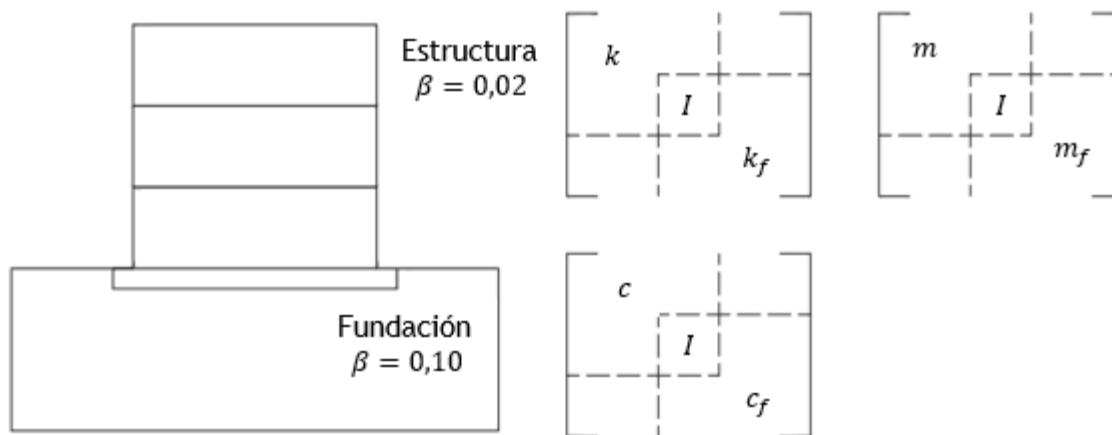 Estructura
β = 0,02
k
I
k_f
m
I
m_f
Fundación
β = 0,10
c
I
c_f